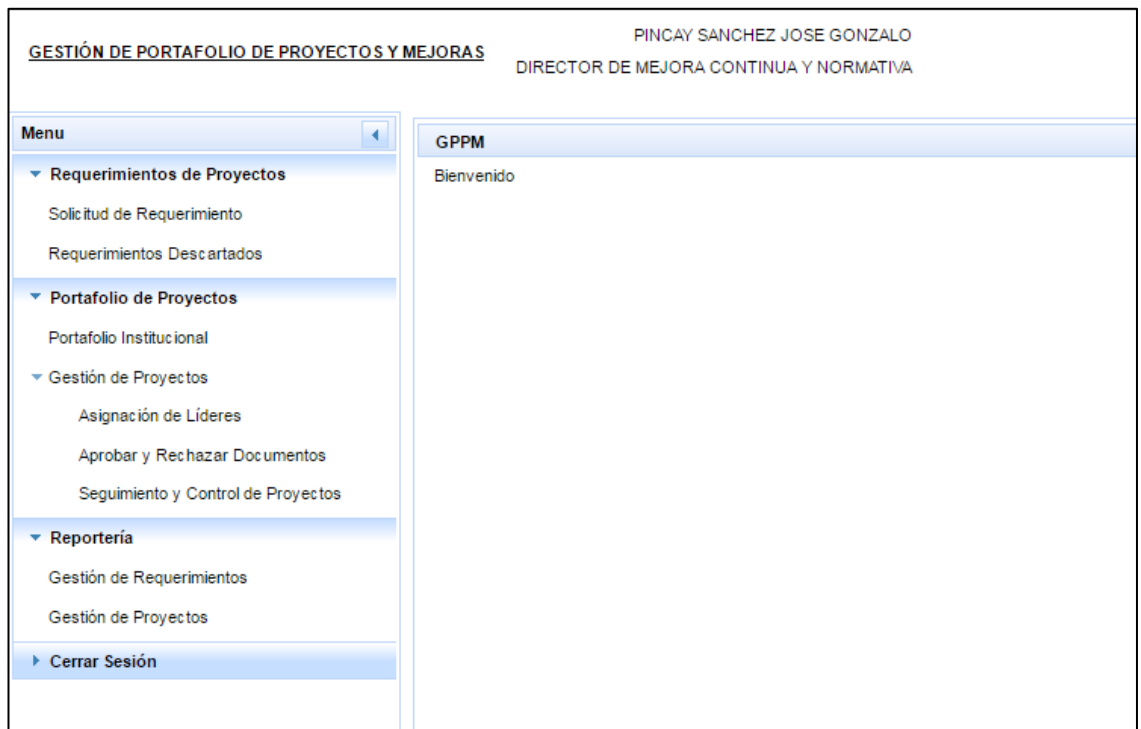 GESTIÓN DE PORTAFOLIO DE PROYECTOS Y MEJORAS
PINCAY SANCHEZ JOSE GONZALO
DIRECTOR DE MEJORA CONTINUA Y NORMATIVA
Menu
Requerimientos de Proyectos
Solicitud de Requerimiento
Requerimientos Descartados
Portafolio de Proyectos
Portafolio Institucional
Gestión de Proyectos
Asignación de Líderes
Aprobar y Rechazar Documentos
Seguimiento y Control de Proyectos
Reportería
Gestión de Requerimientos
Gestión de Proyectos
Cerrar Sesión
GPPM
Bienvenido